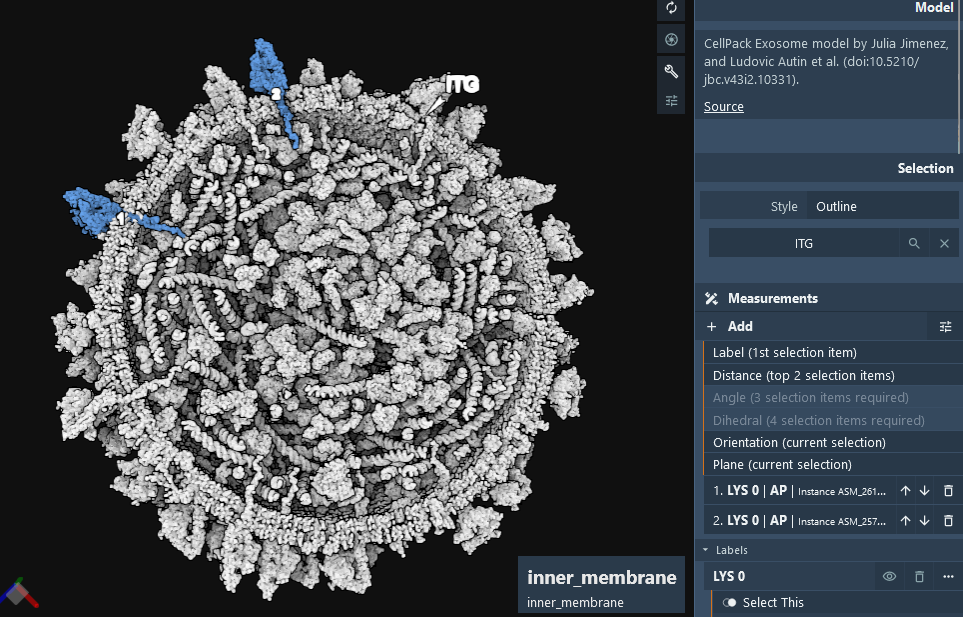 ITG
2
1
inner_membrane
inner_membrane
Model
CellPack Exosome model by Julia Jimenez,
and Ludovic Autin et al. (doi:10.5210/
jbc.v43i2.10331).
Source
Selection
Style Outline
ITG
Measurements
Add
Label (1st selection item)
Distance (top 2 selection items)
Angle (3 selection items required)
Dihedral (4 selection items required)
Orientation (current selection)
Plane (current selection)
1. LYS 0 | AP | Instance ASM_261...
2. LYS 0 | AP | Instance ASM_257...
Labels
LYS 0
Select This